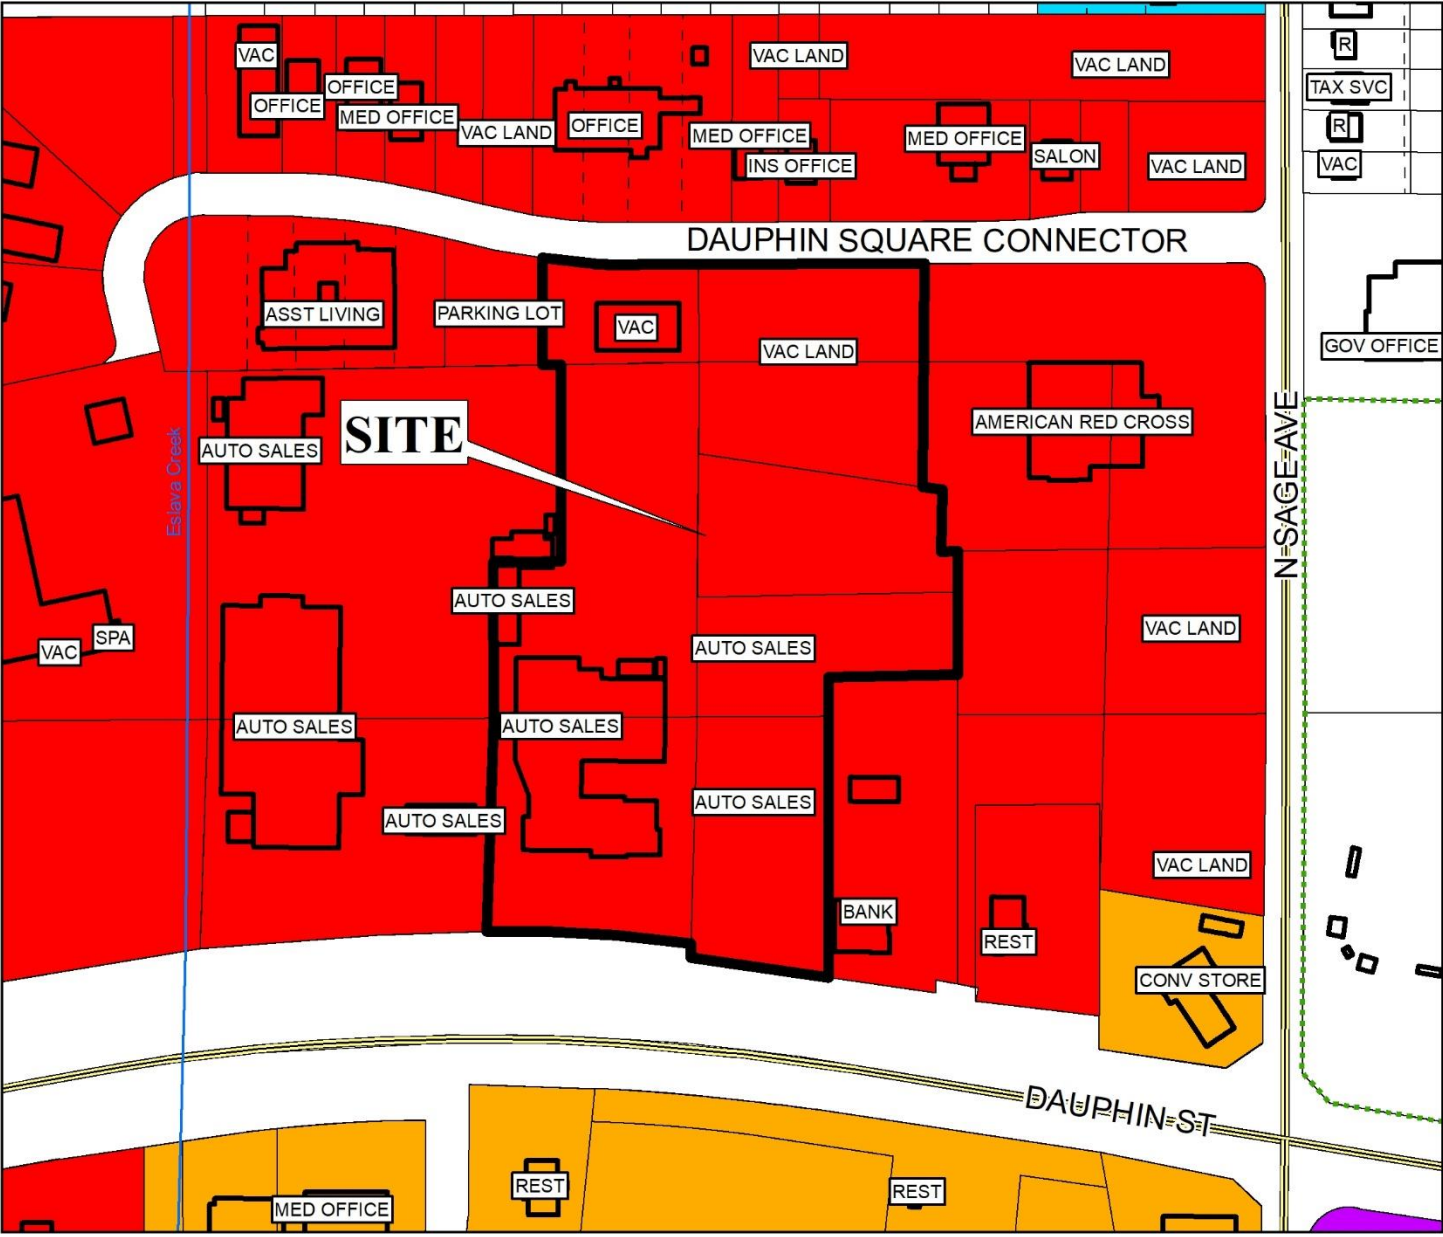 VAC
VAC LAND
VAC LAND
R
OFFICE
OFFICE
TAX SVC
MED OFFICE
VAC LAND
OFFICE
MED OFFICE
INS OFFICE
MED OFFICE
SALON
VAC LAND
R
VAC
DAUPHIN SQUARE CONNECTOR
ASST LIVING
PARKING LOT
VAC
VAC LAND
GOV OFFICE
AUTO SALES
SITE
AMERICAN RED CROSS
N SAGE AVE
Eslava Creek
AUTO SALES
VAC
SPA
AUTO SALES
VAC LAND
AUTO SALES
AUTO SALES
AUTO SALES
AUTO SALES
VAC LAND
BANK
REST
CONV STORE
DAUPHIN ST
MED OFFICE
REST
REST